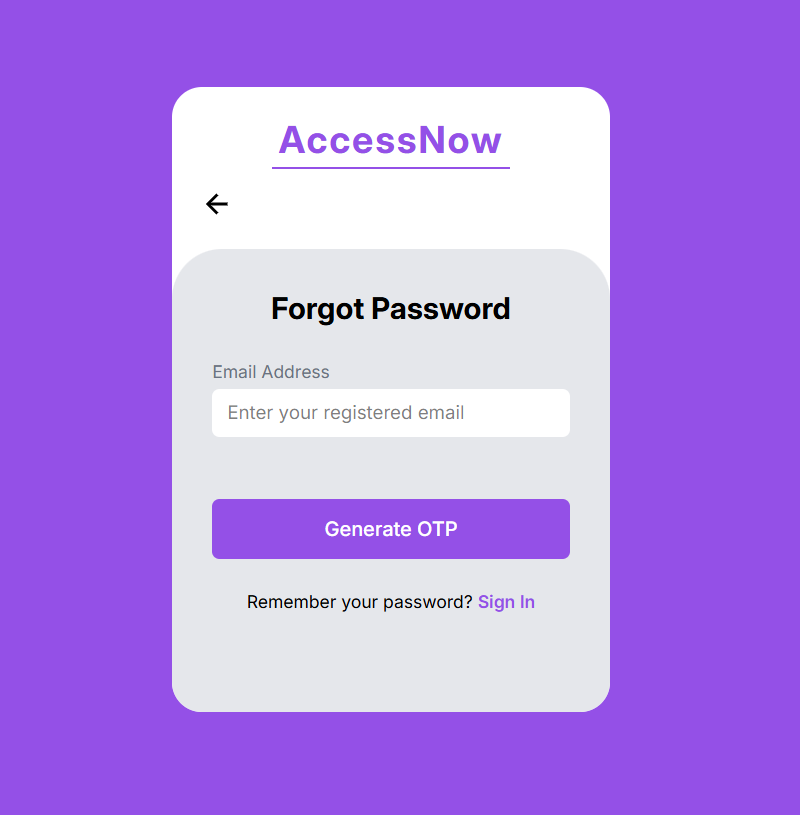 AccessNow
Forgot Password
Email Address
Enter your registered email
Generate OTP
Remember your password? Sign In